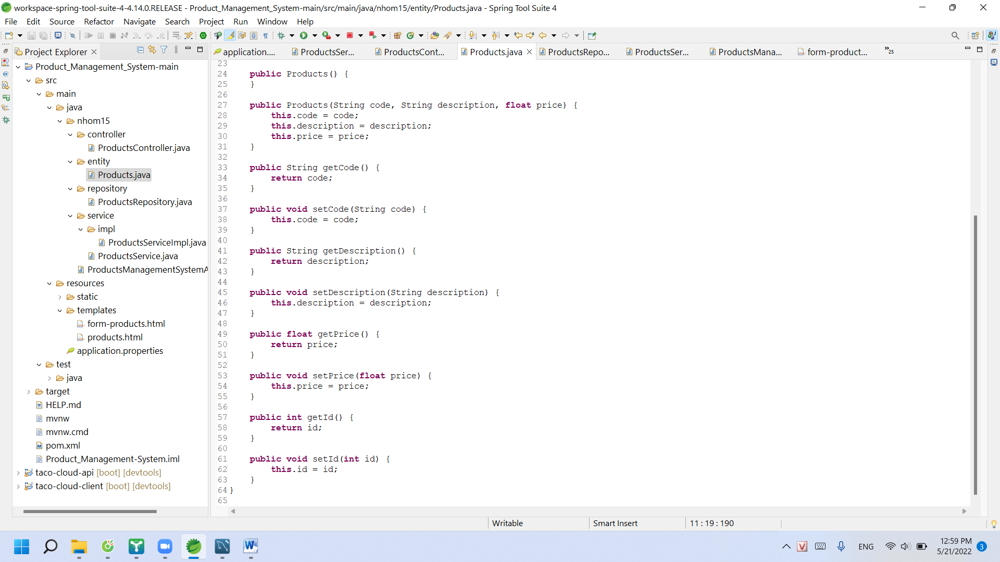 workspace-spring-tool-suite-4-4.14.0.RELEASE - Product_Management_System-main/src/main/java/nhom15/entity/Products.java - Spring Tool Suite 4
File Edit Source Refactor Navigate Search Project Run Window Help
Project Explorer
application....
ProductsSer...
ProductsCont...
Products.java
ProductsRepo...
ProductsSer...
ProductsMana...
form-product...
»25
Product_Management_System-main
src
main
java
nhom15
controller
ProductsController.java
entity
Products.java
repository
ProductsRepository.java
service
impl
ProductsServiceImpl.java
ProductsService.java
ProductsManagementSystemA
resources
static
templates
form-products.html
products.html
application.properties
test
java
target
HELP.md
mvnw
mvnw.cmd
pom.xml
Product_Management-System.iml
taco-cloud-api [boot] [devtools]
taco-cloud-client [boot] [devtools]
23
24 public Products() {
25 }
26
27 public Products(String code, String description, float price) {
28 this.code = code;
29 this.description = description;
30 this.price = price;
31 }
32
33 public String getCode() {
34 return code;
35 }
36
37 public void setCode(String code) {
38 this.code = code;
39 }
40
41 public String getDescription() {
42 return description;
43 }
44
45 public void setDescription(String description) {
46 this.description = description;
47 }
48
49 public float getPrice() {
50 return price;
51 }
52
53 public void setPrice(float price) {
54 this.price = price;
55 }
56
57 public int getId() {
58 return id;
59 }
60
61 public void setId(int id) {
62 this.id = id;
63 }
64 }
65
Writable
Smart Insert
11 : 19 : 190
ENG
12:59 PM
5/21/2022
3